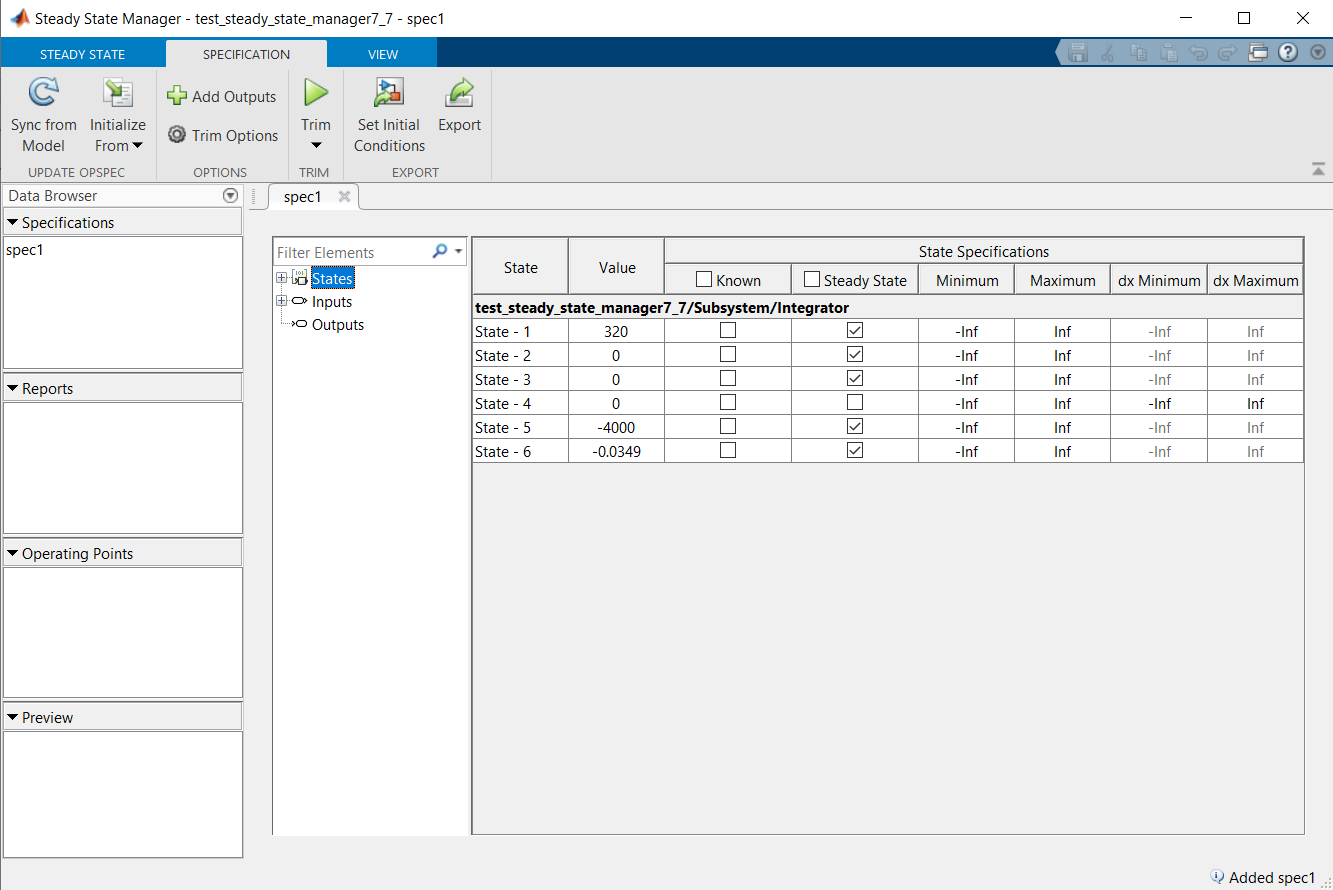 Steady State Manager - test_steady_state_manager7_7 - spec1
STEADY STATE SPECIFICATION VIEW
Sync from Model
Initialize From
Add Outputs
Trim Options
Trim
Set Initial Conditions
Export
UPDATE OPSPEC OPTIONS TRIM EXPORT
Data Browser
Specifications
spec1
Reports
Operating Points
Preview
spec1
Filter Elements
States
Inputs
Outputs
State Value State Specifications
Known Steady State Minimum Maximum dx Minimum dx Maximum
test_steady_state_manager7_7/Subsystem/Integrator
State - 1 320 -Inf Inf -Inf Inf
State - 2 0 -Inf Inf -Inf Inf
State - 3 0 -Inf Inf -Inf Inf
State - 4 0 -Inf Inf -Inf Inf
State - 5 -4000 -Inf Inf -Inf Inf
State - 6 -0.0349 -Inf Inf -Inf Inf
Added spec1